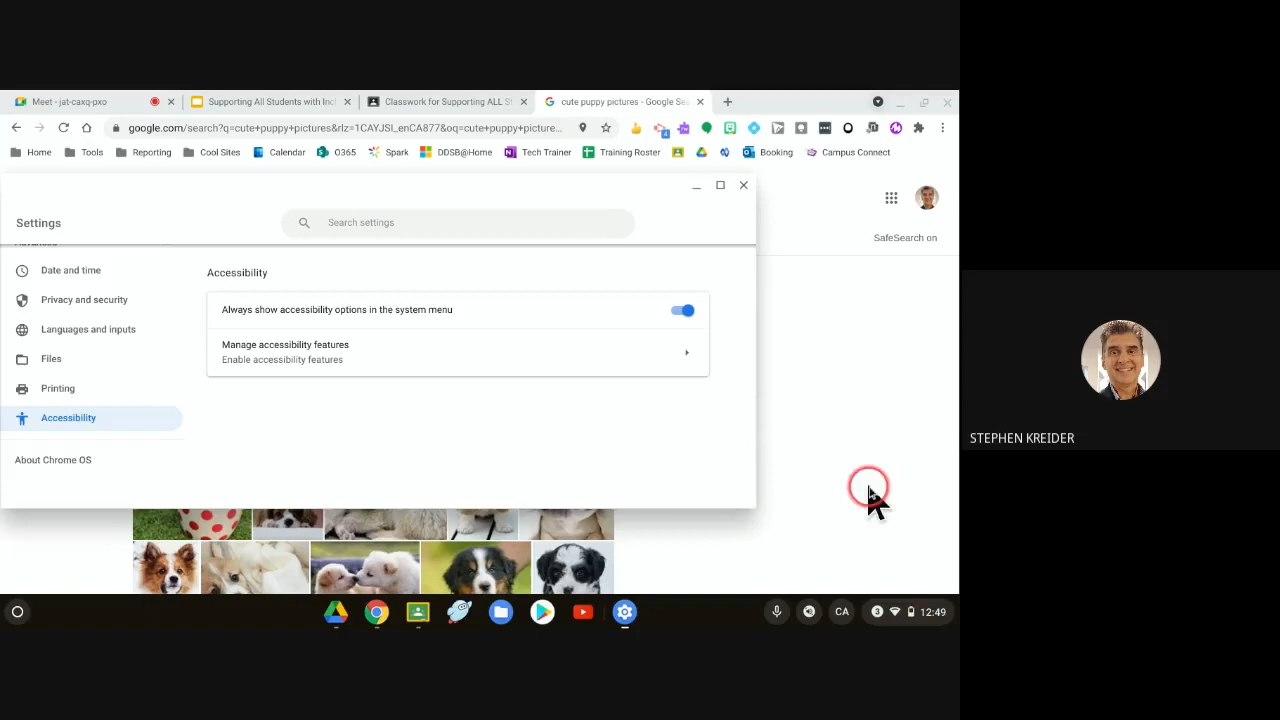 Meet - jat-caxq-pxo
Supporting All Students with Incl
Classwork for Supporting ALL S
cute puppy pictures - Google Sea
google.com/search?q=cute+puppy+pictures&rlz=1CAYJSI_enCA877&oq=cute+puppy+picture...
4
Home
Tools
Reporting
Cool Sites
Calendar
O365
Spark
DDSB@Home
Tech Trainer
Training Roster
Booking
Campus Connect
Settings
Search settings
SafeSearch on
Advanced
Date and time
Privacy and security
Languages and inputs
Files
Printing
Accessibility
About Chrome OS
Accessibility
Always show accessibility options in the system menu
Manage accessibility features
Enable accessibility features
STEPHEN KREIDER
CA
3
12:49